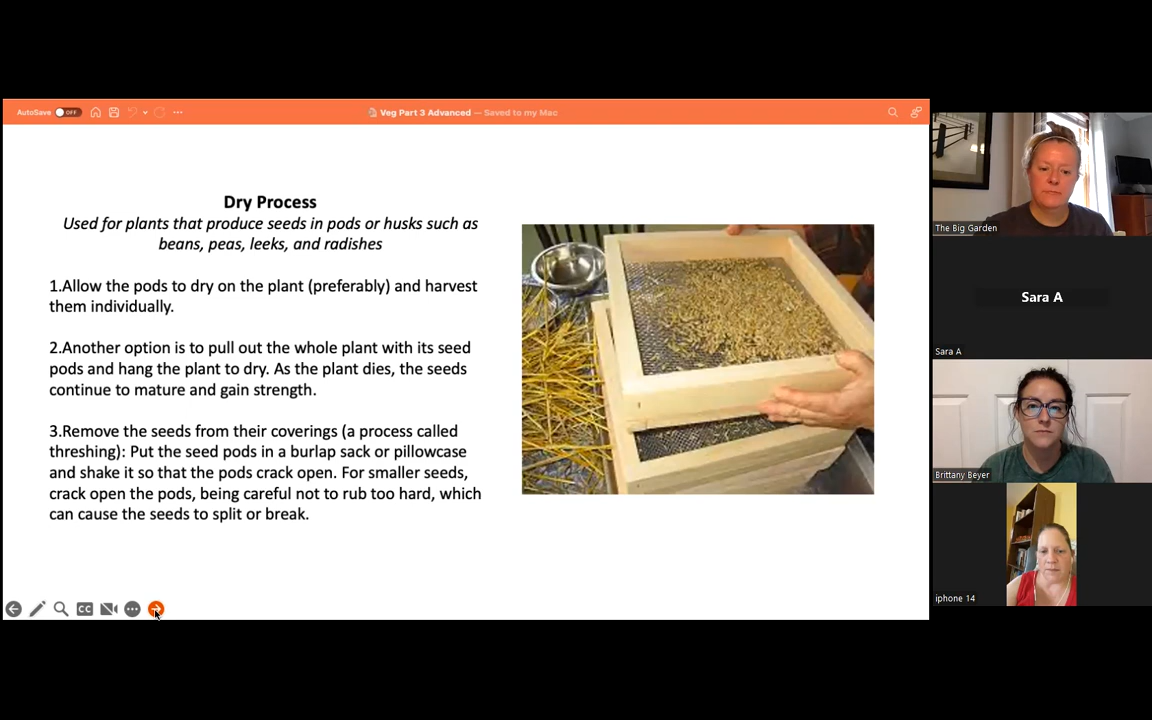 AutoSave OFF
Veg Part 3 Advanced — Saved to my Mac
Dry Process
Used for plants that produce seeds in pods or husks such as
beans, peas, leeks, and radishes
1.Allow the pods to dry on the plant (preferably) and harvest
them individually.
2.Another option is to pull out the whole plant with its seed
pods and hang the plant to dry. As the plant dies, the seeds
continue to mature and gain strength.
3.Remove the seeds from their coverings (a process called
threshing): Put the seed pods in a burlap sack or pillowcase
and shake it so that the pods crack open. For smaller seeds,
crack open the pods, being careful not to rub too hard, which
can cause the seeds to split or break.
CC
The Big Garden
Sara A
Sara A
Brittany Beyer
iphone 14